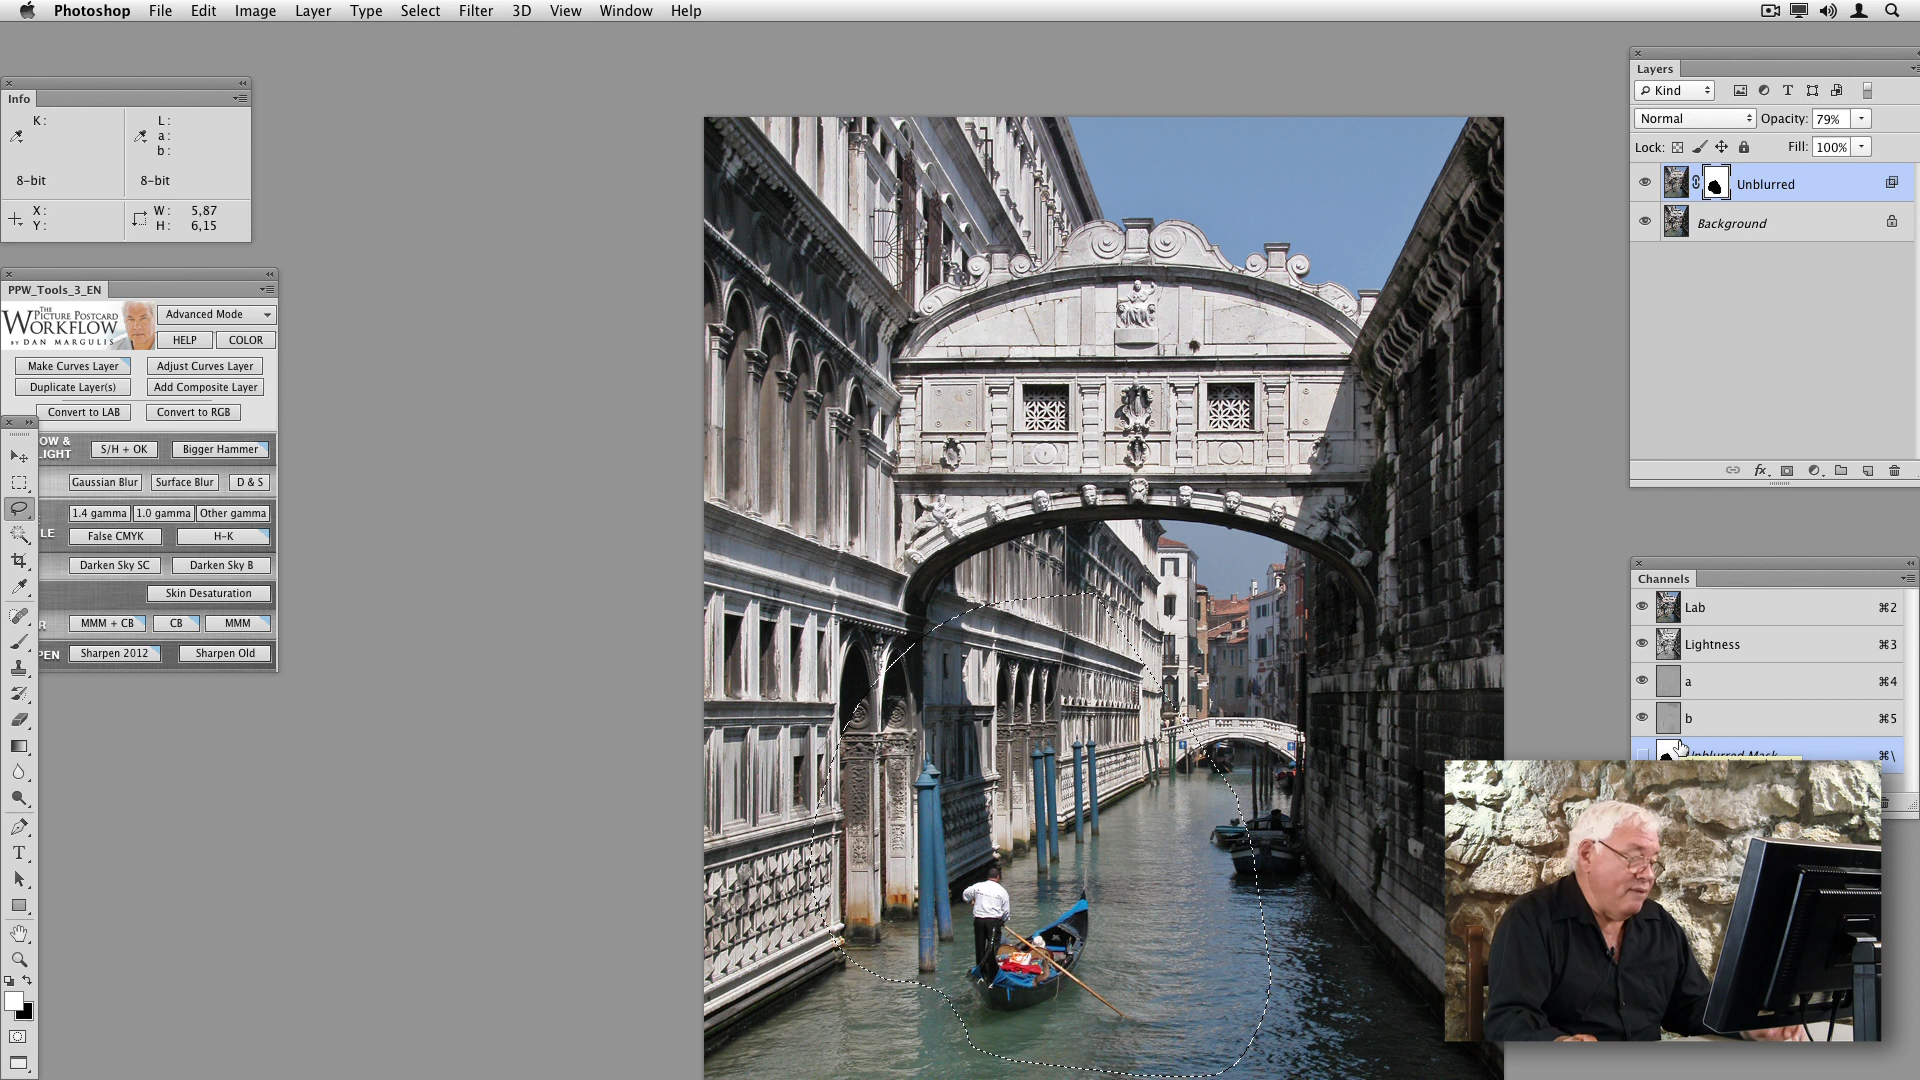 Photoshop File Edit Image Layer Type Select Filter 3D View Window Help
Info
K :
L :
a :
b :
8-bit
8-bit
X :
Y :
W : 5,87
H : 6,15
PPW_Tools_3_EN
THE
PICTURE POSTCARD
WORKFLOW
BY DAN MARGULIS
Advanced Mode
HELP
COLOR
Make Curves Layer
Adjust Curves Layer
Duplicate Layer(s)
Add Composite Layer
Convert to LAB
Convert to RGB
OW &
LIGHT
S/H + OK
Bigger Hammer
Gaussian Blur
Surface Blur
D & S
1.4 gamma
1.0 gamma
Other gamma
LE
False CMYK
H-K
Darken Sky SC
Darken Sky B
Skin Desaturation
R
MMM + CB
CB
MMM
PEN
Sharpen 2012
Sharpen Old
T
Layers
Kind
T
Normal
Opacity: 79%
Lock:
Fill: 100%
Unblurred
Background
fx
Channels
Lab ⌘2
Lightness ⌘3
a ⌘4
b ⌘5
Unblurred Mask ⌘\